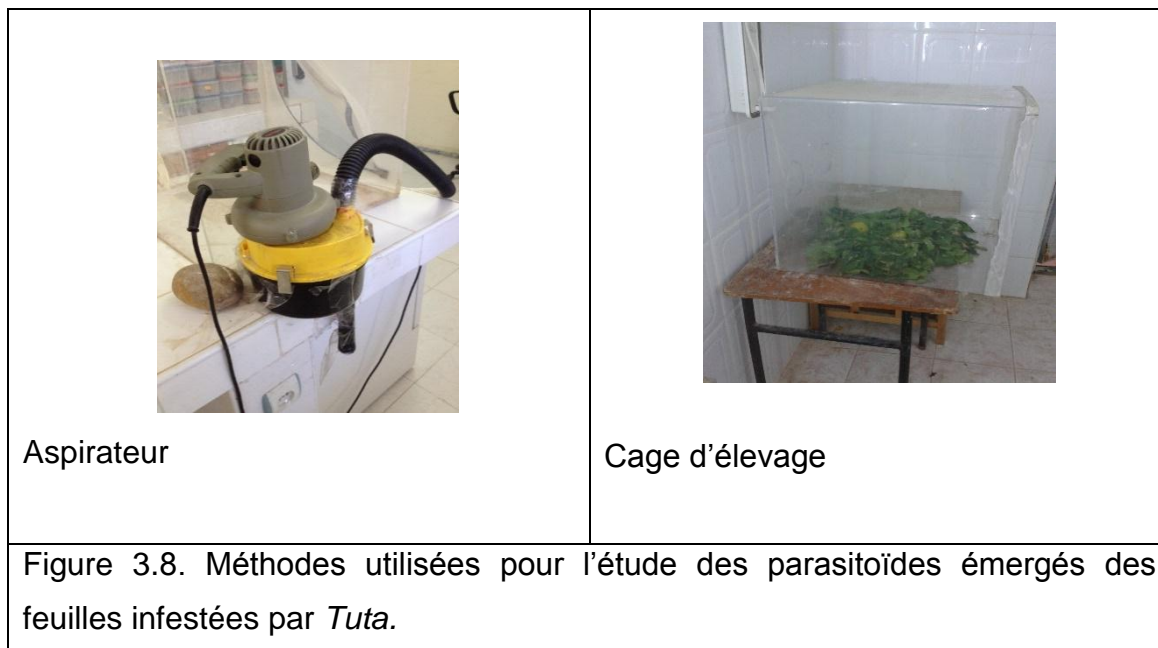 Aspirateur
Cage d’élevage
Figure 3.8. Méthodes utilisées pour l’étude des parasitoïdes émergés des
feuilles infestées par Tuta.